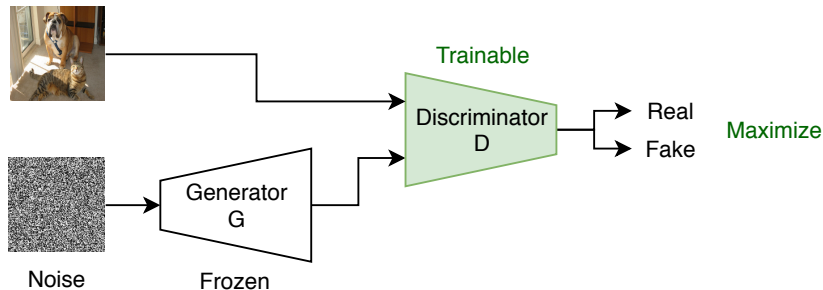 Trainable
Discriminator
D
Real
Fake
Maximize
Generator
G
Noise
Frozen